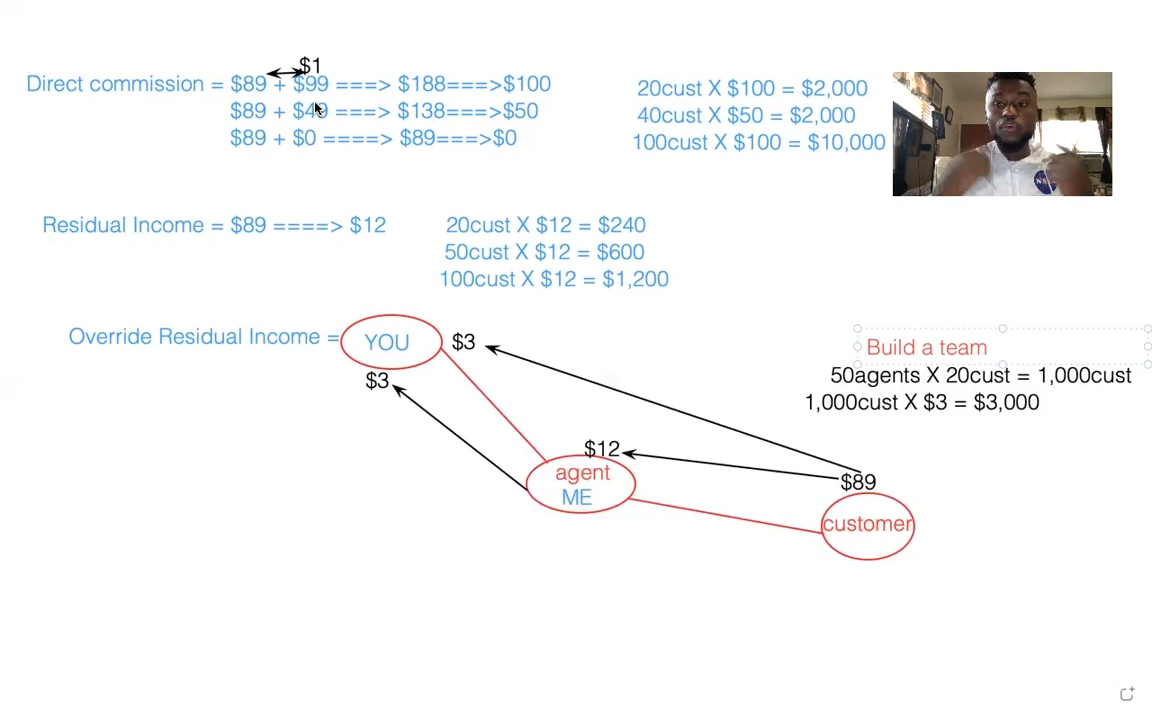 $1
Direct commission = $89 + $99 ===> $188===>$100
$89 + $49 ===> $138===>$50
$89 + $0 ====> $89===>$0
20cust X $100 = $2,000
40cust X $50 = $2,000
100cust X $100 = $10,000
Residual Income = $89 ====> $12
20cust X $12 = $240
50cust X $12 = $600
100cust X $12 = $1,200
Override Residual Income =
YOU
$3
$3
Build a team
50agents X 20cust = 1,000cust
1,000cust X $3 = $3,000
$12
agent
ME
$89
customer